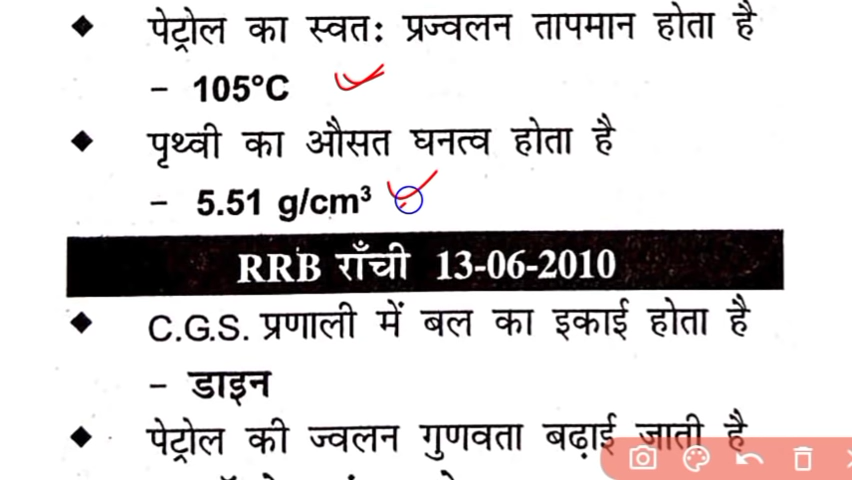 ◆ पेट्रोल का स्वतः प्रज्वलन तापमान होता है
– 105°C
◆ पृथ्वी का औसत घनत्व होता है
– 5.51 g/cm³
RRB राँची 13-06-2010
◆ C.G.S. प्रणाली में बल का इकाई होता है
– डाइन
◆ पेट्रोल की ज्वलन गुणवता बढ़ाई जाती है